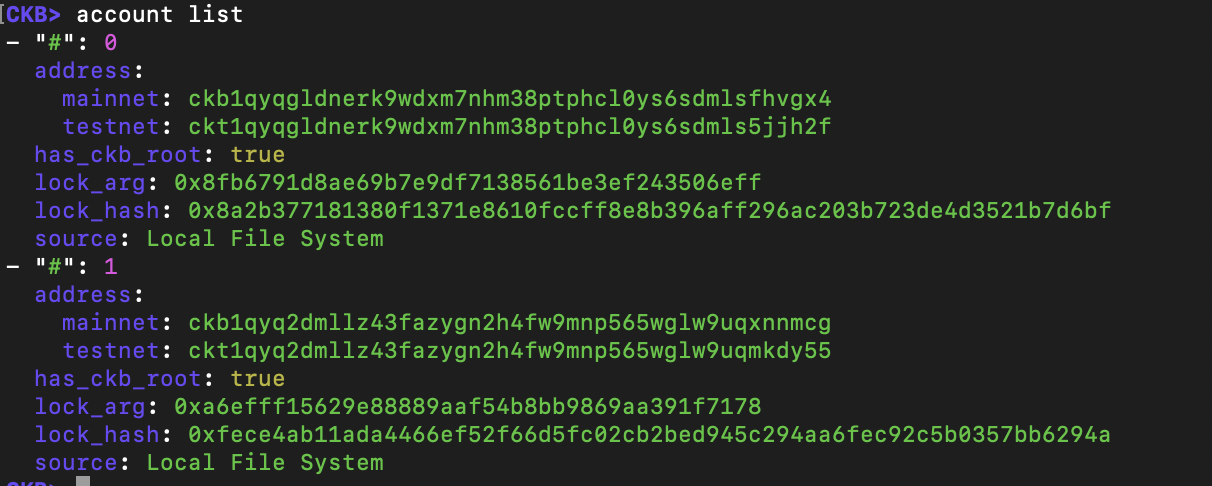 CKB> account list
- "#": 0
address:
mainnet: ckb1qyqgldnerk9wdxm7nhm38ptphcl0ys6sdmlsfhvgx4
testnet: ckt1qyqgldnerk9wdxm7nhm38ptphcl0ys6sdmls5jjh2f
has_ckb_root: true
lock_arg: 0x8fb6791d8ae69b7e9df7138561be3ef243506eff
lock_hash: 0x8a2b377181380f1371e8610fccff8e8b396aff296ac203b723de4d3521b7d6bf
source: Local File System
- "#": 1
address:
mainnet: ckb1qyq2dmllz43fazygn2h4fw9mnp565wglw9uqxnnmcg
testnet: ckt1qyq2dmllz43fazygn2h4fw9mnp565wglw9uqmkdy55
has_ckb_root: true
lock_arg: 0xa6efff15629e88889aaf54b8bb9869aa391f7178
lock_hash: 0xfece4ab11ada4466ef52f66d5fc02cb2bed945c294aa6fec92c5b0357bb6294a
source: Local File System
CKB>